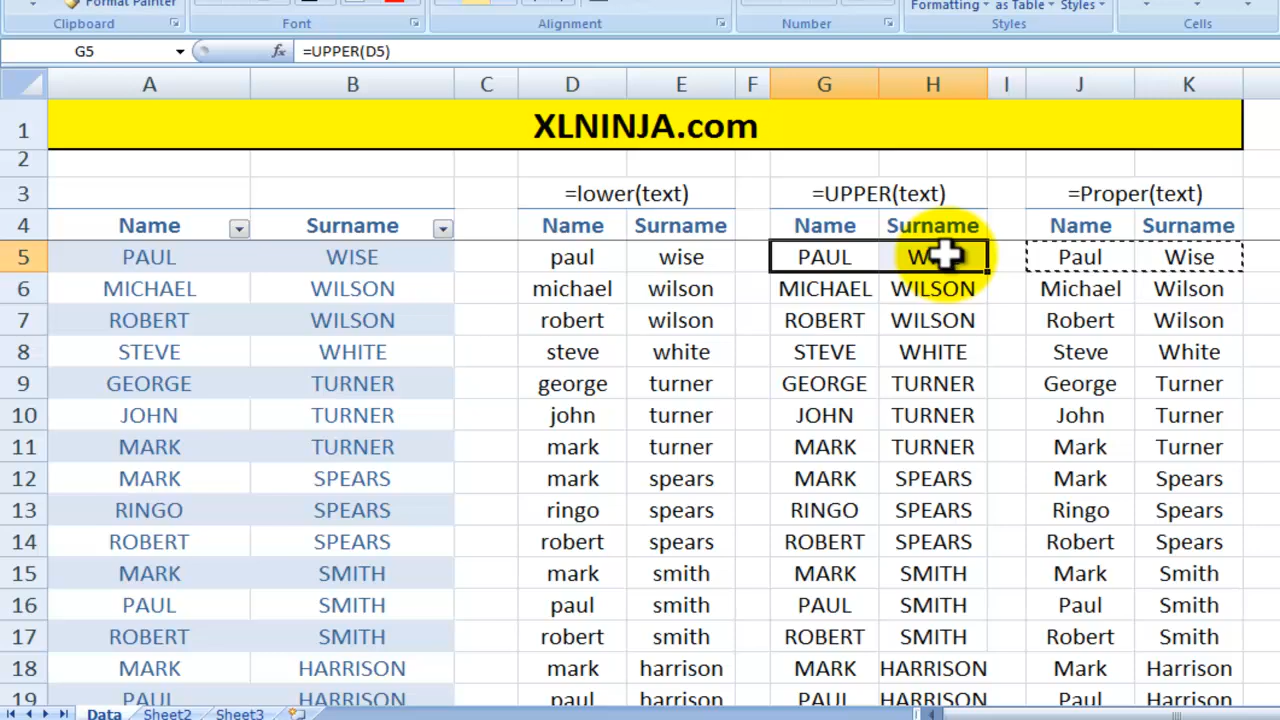 Format Painter
Formatting as Table Styles
Clipboard Font Alignment Number Styles Cells
G5 fx =UPPER(D5)
A B C D E F G H I J K
1 XLNINJA.com
2
3 =lower(text) =UPPER(text) =Proper(text)
4 Name Surname Name Surname Name Surname Name Surname
5 PAUL WISE paul wise PAUL Paul Wise
6 MICHAEL WILSON michael wilson MICHAEL WILSON Michael Wilson
7 ROBERT WILSON robert wilson ROBERT WILSON Robert Wilson
8 STEVE WHITE steve white STEVE WHITE Steve White
9 GEORGE TURNER george turner GEORGE TURNER George Turner
10 JOHN TURNER john turner JOHN TURNER John Turner
11 MARK TURNER mark turner MARK TURNER Mark Turner
12 MARK SPEARS mark spears MARK SPEARS Mark Spears
13 RINGO SPEARS ringo spears RINGO SPEARS Ringo Spears
14 ROBERT SPEARS robert spears ROBERT SPEARS Robert Spears
15 MARK SMITH mark smith MARK SMITH Mark Smith
16 PAUL SMITH paul smith PAUL SMITH Paul Smith
17 ROBERT SMITH robert smith ROBERT SMITH Robert Smith
18 MARK HARRISON mark harrison MARK HARRISON Mark Harrison
19 PAUL HARRISON paul harrison PAUL HARRISON Paul Harrison
Data Sheet2 Sheet3